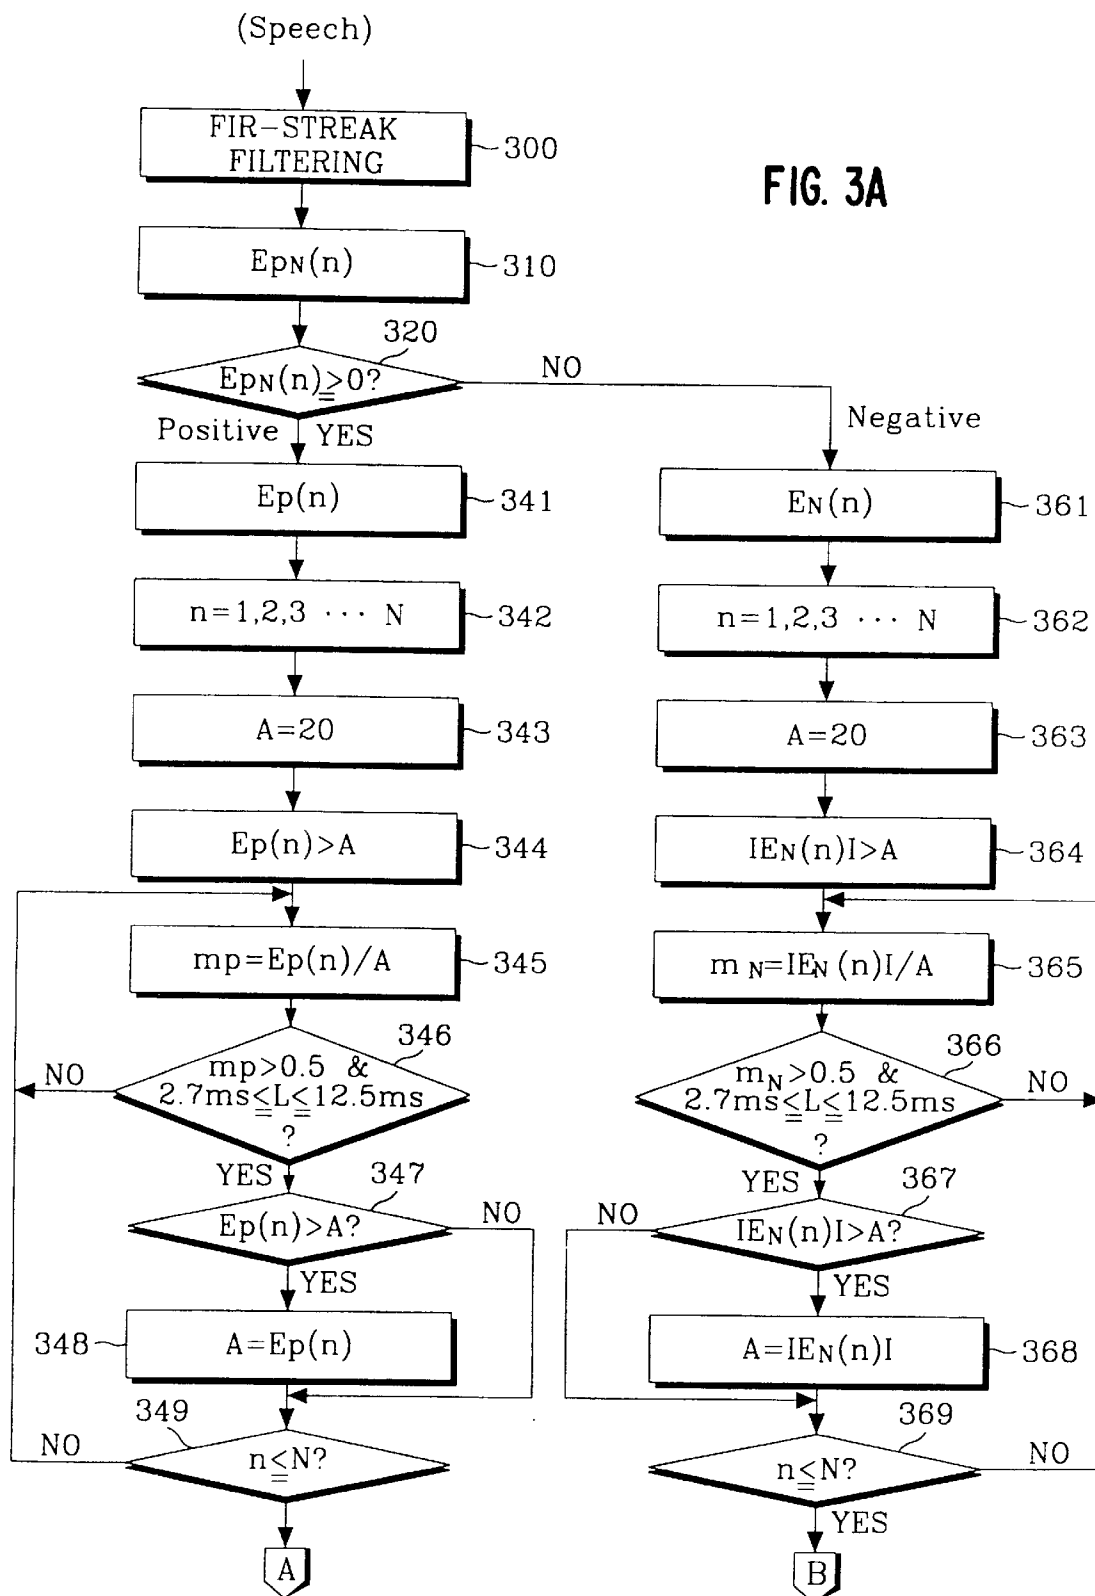 (Speech)
FIR-STREAK
FILTERING
300
FIG. 3A
EpN(n)
310
320
EpN(n)≥0?
NO
Positive
YES
Negative
Ep(n)
341
n=1,2,3 ··· N
342
A=20
343
Ep(n)>A
344
mp=Ep(n)/A
345
346
mp>0.5 &
2.7ms≤L≤12.5ms
?
NO
YES
347
Ep(n)>A?
NO
YES
348
A=Ep(n)
349
NO
n≤N?
A
EN(n)
361
n=1,2,3 ··· N
362
A=20
363
IEN(n)I>A
364
mN=IEN(n)I/A
365
366
mN>0.5 &
2.7ms≤L≤12.5ms
?
NO
YES
367
NO
IEN(n)I>A?
YES
A=IEN(n)I
368
369
n≤N?
NO
YES
B